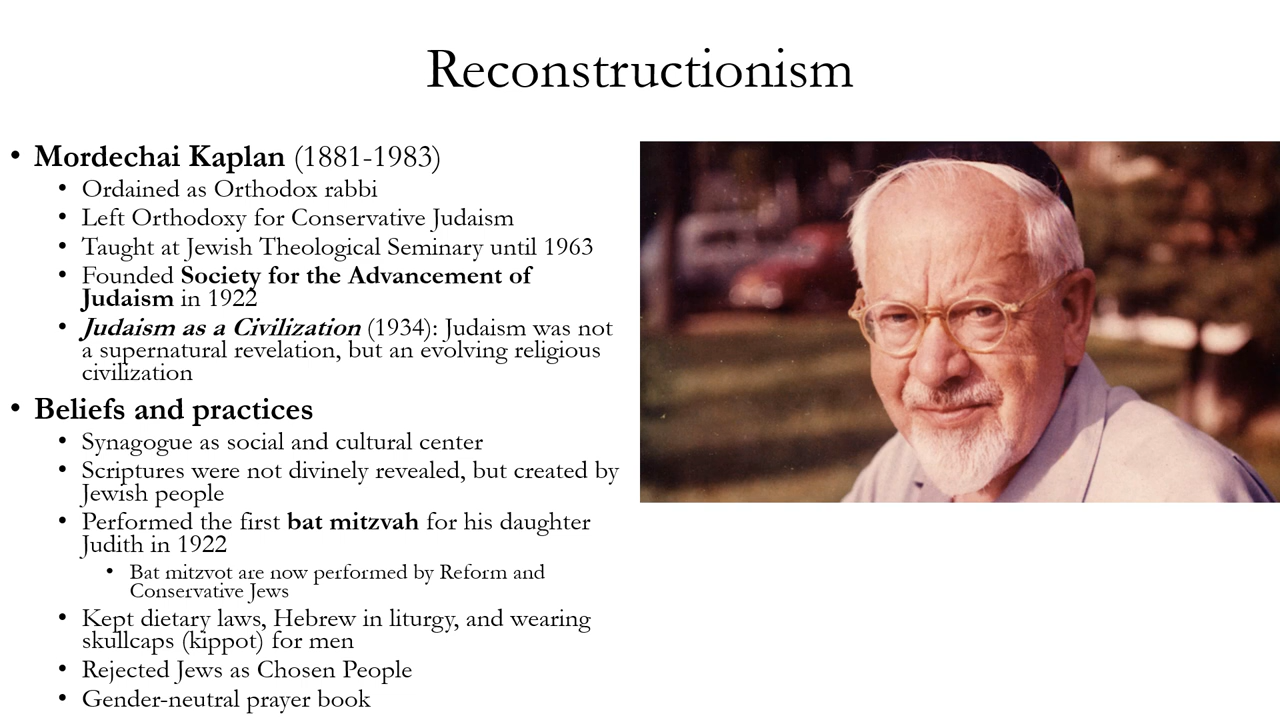 Reconstructionism
• Mordechai Kaplan (1881-1983)
• Ordained as Orthodox rabbi
• Left Orthodoxy for Conservative Judaism
• Taught at Jewish Theological Seminary until 1963
• Founded Society for the Advancement of
Judaism in 1922
• Judaism as a Civilization (1934): Judaism was not
a supernatural revelation, but an evolving religious
civilization
• Beliefs and practices
• Synagogue as social and cultural center
• Scriptures were not divinely revealed, but created by
Jewish people
• Performed the first bat mitzvah for his daughter
Judith in 1922
• Bat mitzvot are now performed by Reform and
Conservative Jews
• Kept dietary laws, Hebrew in liturgy, and wearing
skullcaps (kippot) for men
• Rejected Jews as Chosen People
• Gender-neutral prayer book